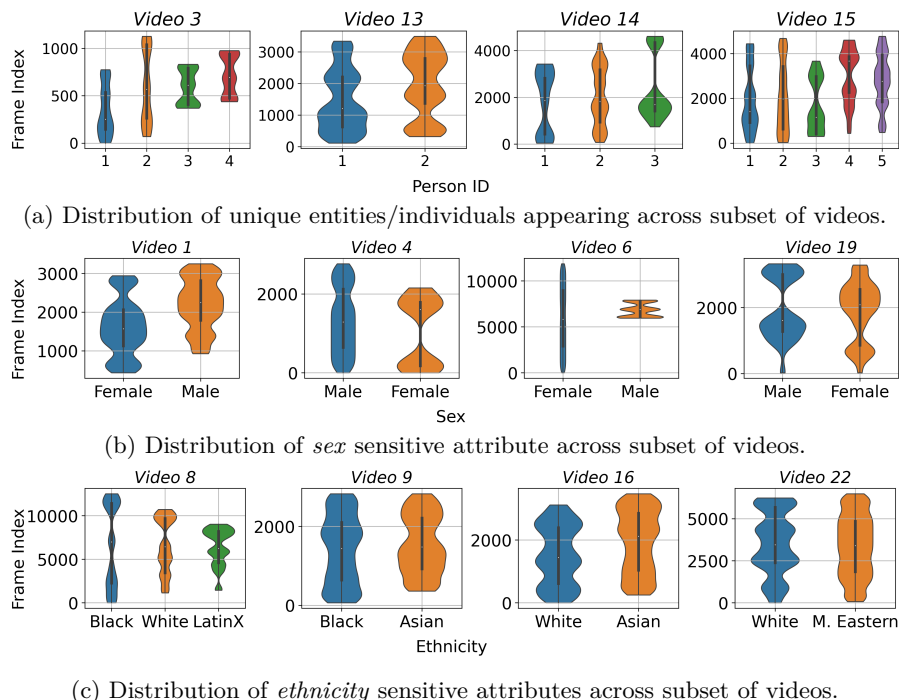 Video 3 Video 13 Video 14 Video 15
Frame Index
1000
500
0
1 2 3 4
3000
2000
1000
0
1 2
4000
2000
0
1 2 3
4000
2000
0
1 2 3 4 5
Person ID
(a) Distribution of unique entities/individuals appearing across subset of videos.
Video 1 Video 4 Video 6 Video 19
Frame Index
3000
2000
1000
Female Male
2000
0
Male Female
10000
5000
0
Female Male
2000
0
Male Female
Sex
(b) Distribution of sex sensitive attribute across subset of videos.
Video 8 Video 9 Video 16 Video 22
Frame Index
10000
5000
0
Black White LatinX
2000
0
Black Asian
2000
0
White Asian
5000
2500
0
White M. Eastern
Ethnicity
(c) Distribution of ethnicity sensitive attributes across subset of videos.